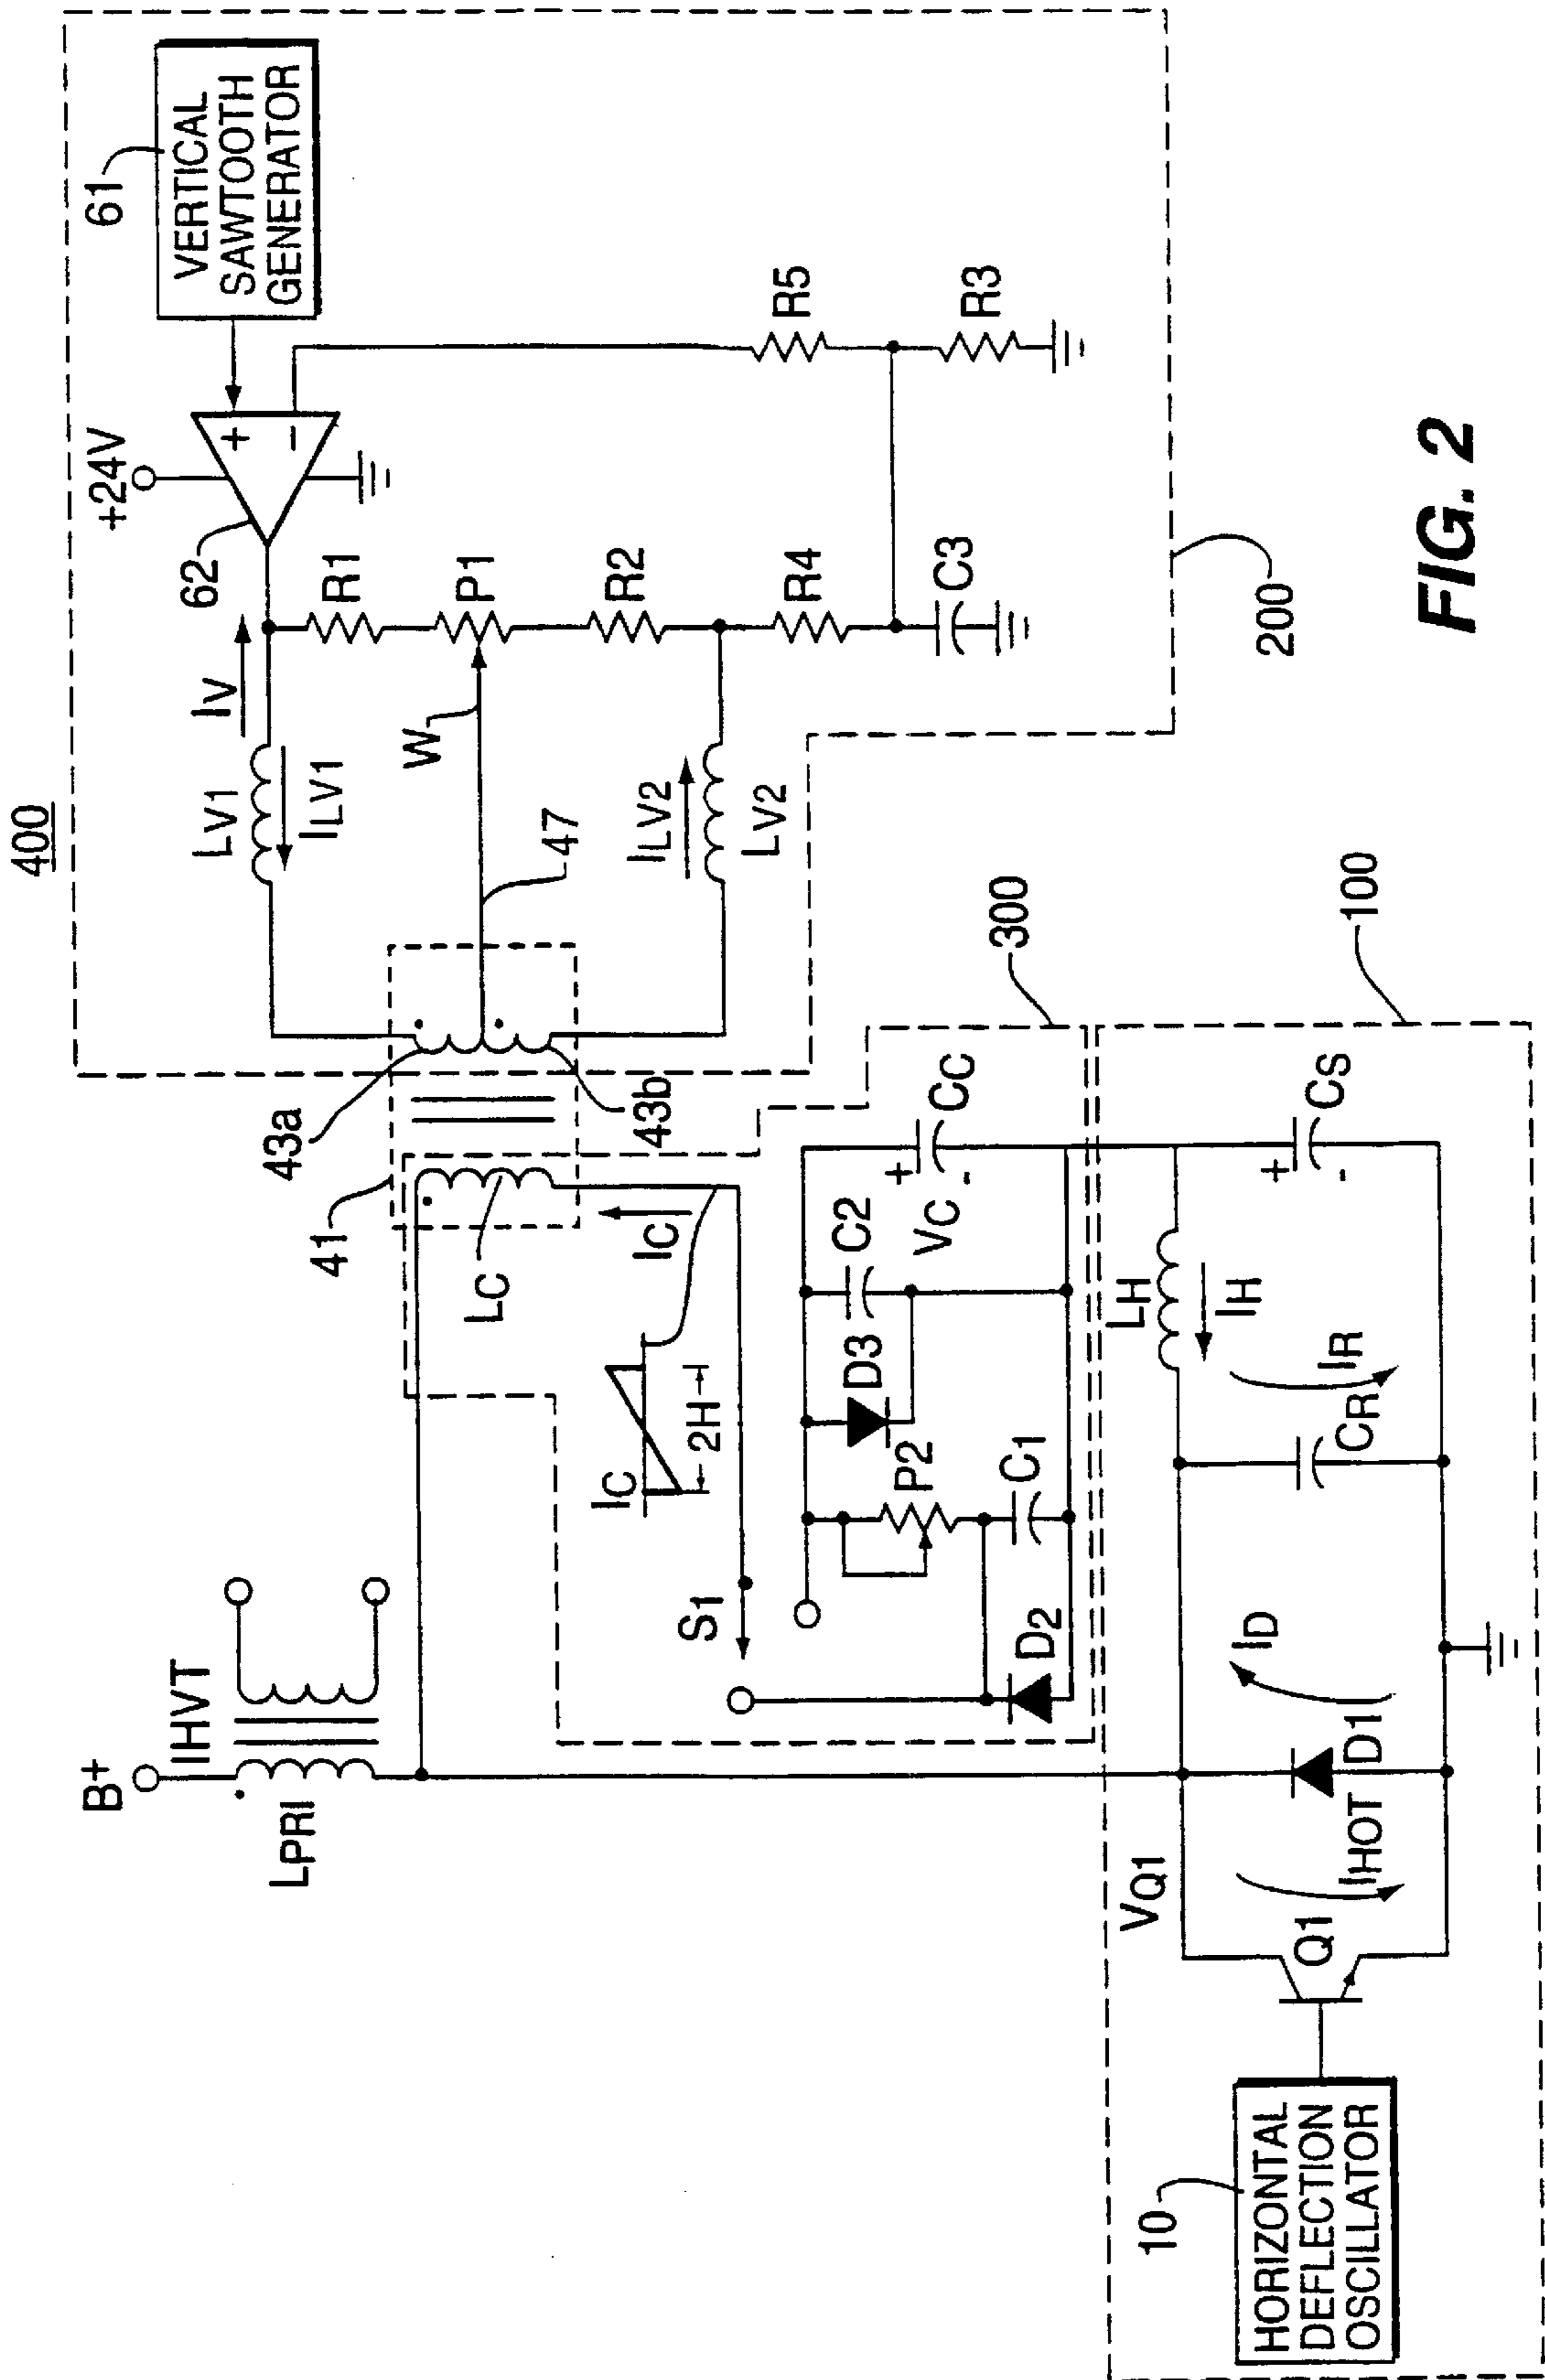 400
61
VERTICAL
SAWTOOTH
GENERATOR
+24V
62
+
−
IV
LV1
ILV1
R1
P1
W
47
R2
ILV2
LV2
R4
R5
R3
C3
200
43a
43b
41
LC
IC
IC
2H
S1
300
B+
IHVT
LPRI
P2
D3
C2
VC
+
-
CC
D2
C1
100
LH
IH
+
-
CS
VQ1
Q1
IHOT
D1
ID
CR
IR
10
HORIZONTAL
DEFLECTION
OSCILLATOR
FIG. 2